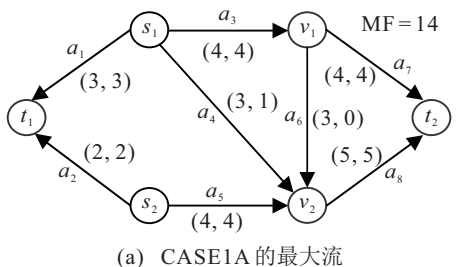 s₁ a₃ v₁ MF = 14
a₁ (4, 4) a₇
(3, 3) (4, 4)
t₁ a₄ (3, 1) a₆ (3, 0) t₂
(2, 2) (5, 5)
a₂ a₅ a₈
s₂ (4, 4) v₂
(a) CASE1A 的最大流